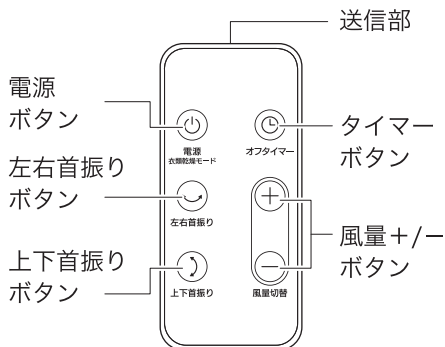 送信部
電源
ボタン
タイマー
ボタン
左右首振り
ボタン
風量＋/－
ボタン
上下首振り
ボタン
電源
衣類乾燥モード
オフタイマー
左右首振り
上下首振り
風量切替